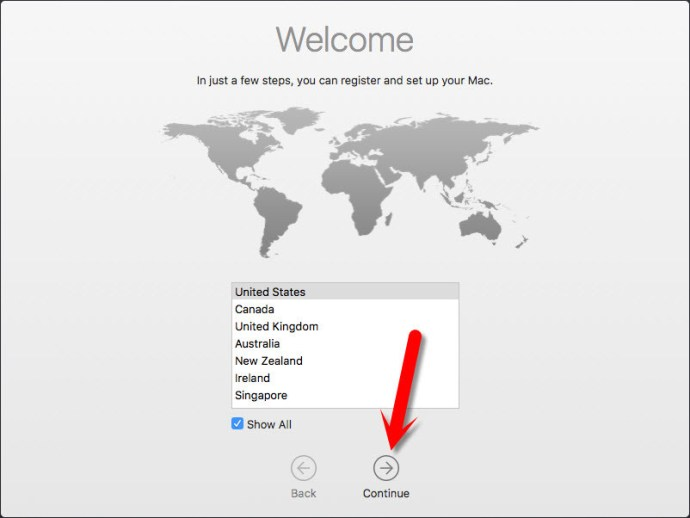 Welcome
In just a few steps, you can register and set up your Mac.
United States
Canada
United Kingdom
Australia
New Zealand
Ireland
Singapore
Show All
Back
Continue